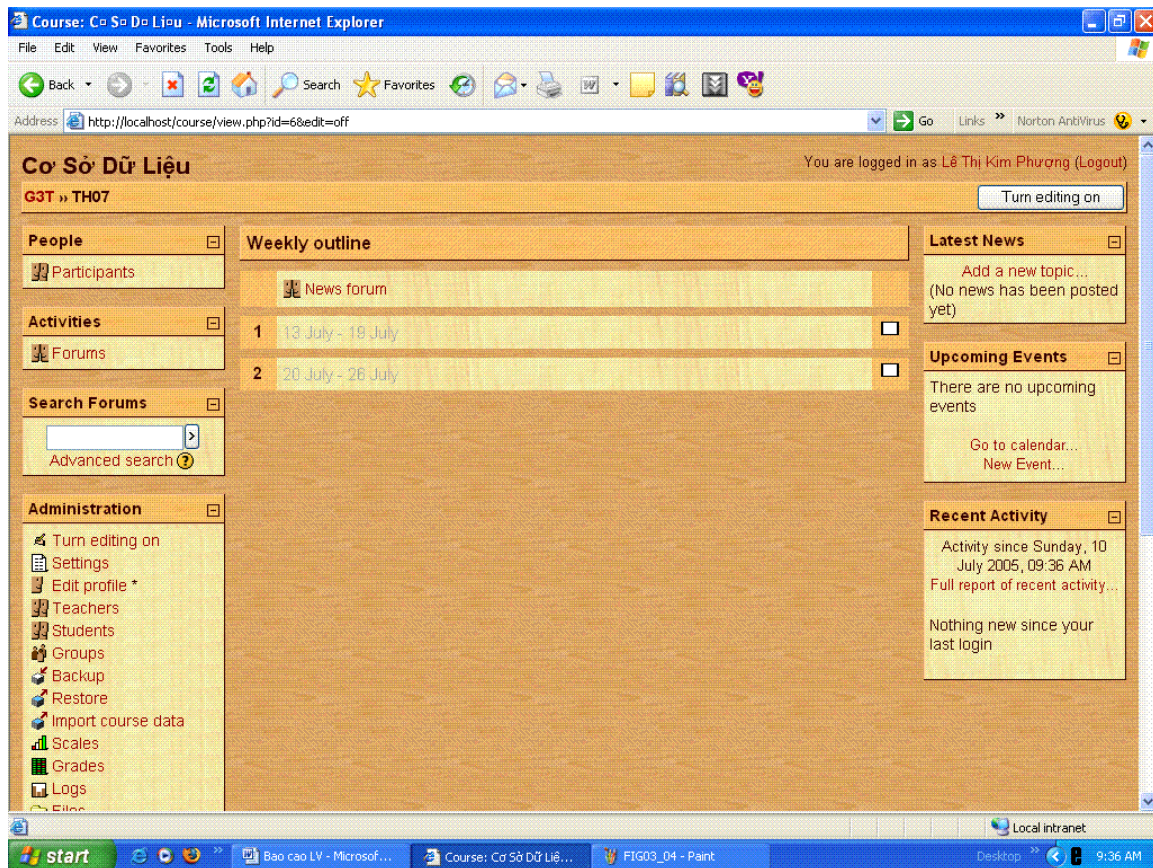 Course: C¤ S¤ D¤ Li¤u - Microsoft Internet Explorer
File Edit View Favorites Tools Help
Back Search Favorites
Address http://localhost/course/view.php?id=6&edit=off Go Links » Norton AntiVirus
Cơ Sở Dữ Liệu
You are logged in as Lê Thị Kim Phượng (Logout)
G3T » TH07
Turn editing on
People
Participants
Activities
Forums
Search Forums
Advanced search ?
Administration
Turn editing on
Settings
Edit profile *
Teachers
Students
Groups
Backup
Restore
Import course data
Scales
Grades
Logs
Files
Weekly outline
News forum
1 13 July - 19 July
2 20 July - 26 July
Latest News
Add a new topic...
(No news has been posted
yet)
Upcoming Events
There are no upcoming
events
Go to calendar...
New Event...
Recent Activity
Activity since Sunday, 10
July 2005, 09:36 AM
Full report of recent activity...
Nothing new since your
last login
Local intranet
start » Bao cao LV - Microsof... Course: Cơ Sở Dữ Liệ... FIG03_04 - Paint Desktop » 9:36 AM